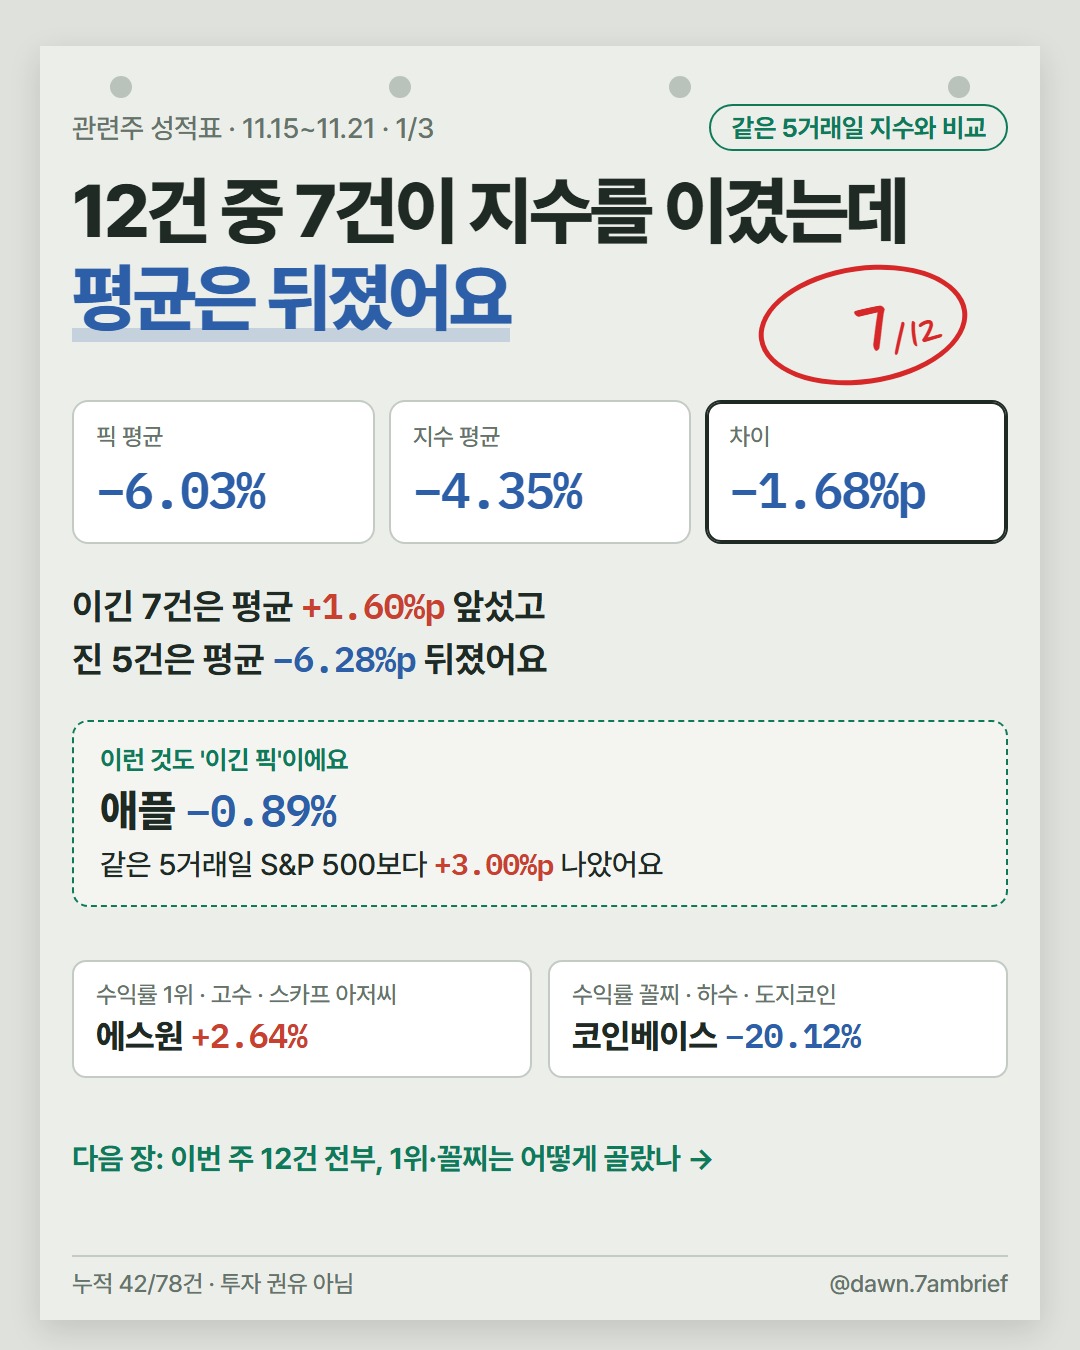 관련주 성적표 · 11.15~11.21 · 1/3
같은 5거래일 지수와 비교
12건 중 7건이 지수를 이겼는데
평균은 뒤졌어요
7/12
픽 평균
−6.03%
지수 평균
−4.35%
차이
−1.68%p
이긴 7건은 평균 +1.60%p 앞섰고
진 5건은 평균 −6.28%p 뒤졌어요
이런 것도 '이긴 픽'이에요
애플 −0.89%
같은 5거래일 S&P 500보다 +3.00%p 나았어요
수익률 1위 · 고수 · 스카프 아저씨
에스원 +2.64%
수익률 꼴찌 · 하수 · 도지코인
코인베이스 −20.12%
다음 장: 이번 주 12건 전부, 1위·꼴찌는 어떻게 골랐나 →
누적 42/78건 · 투자 권유 아님
@dawn.7ambrief